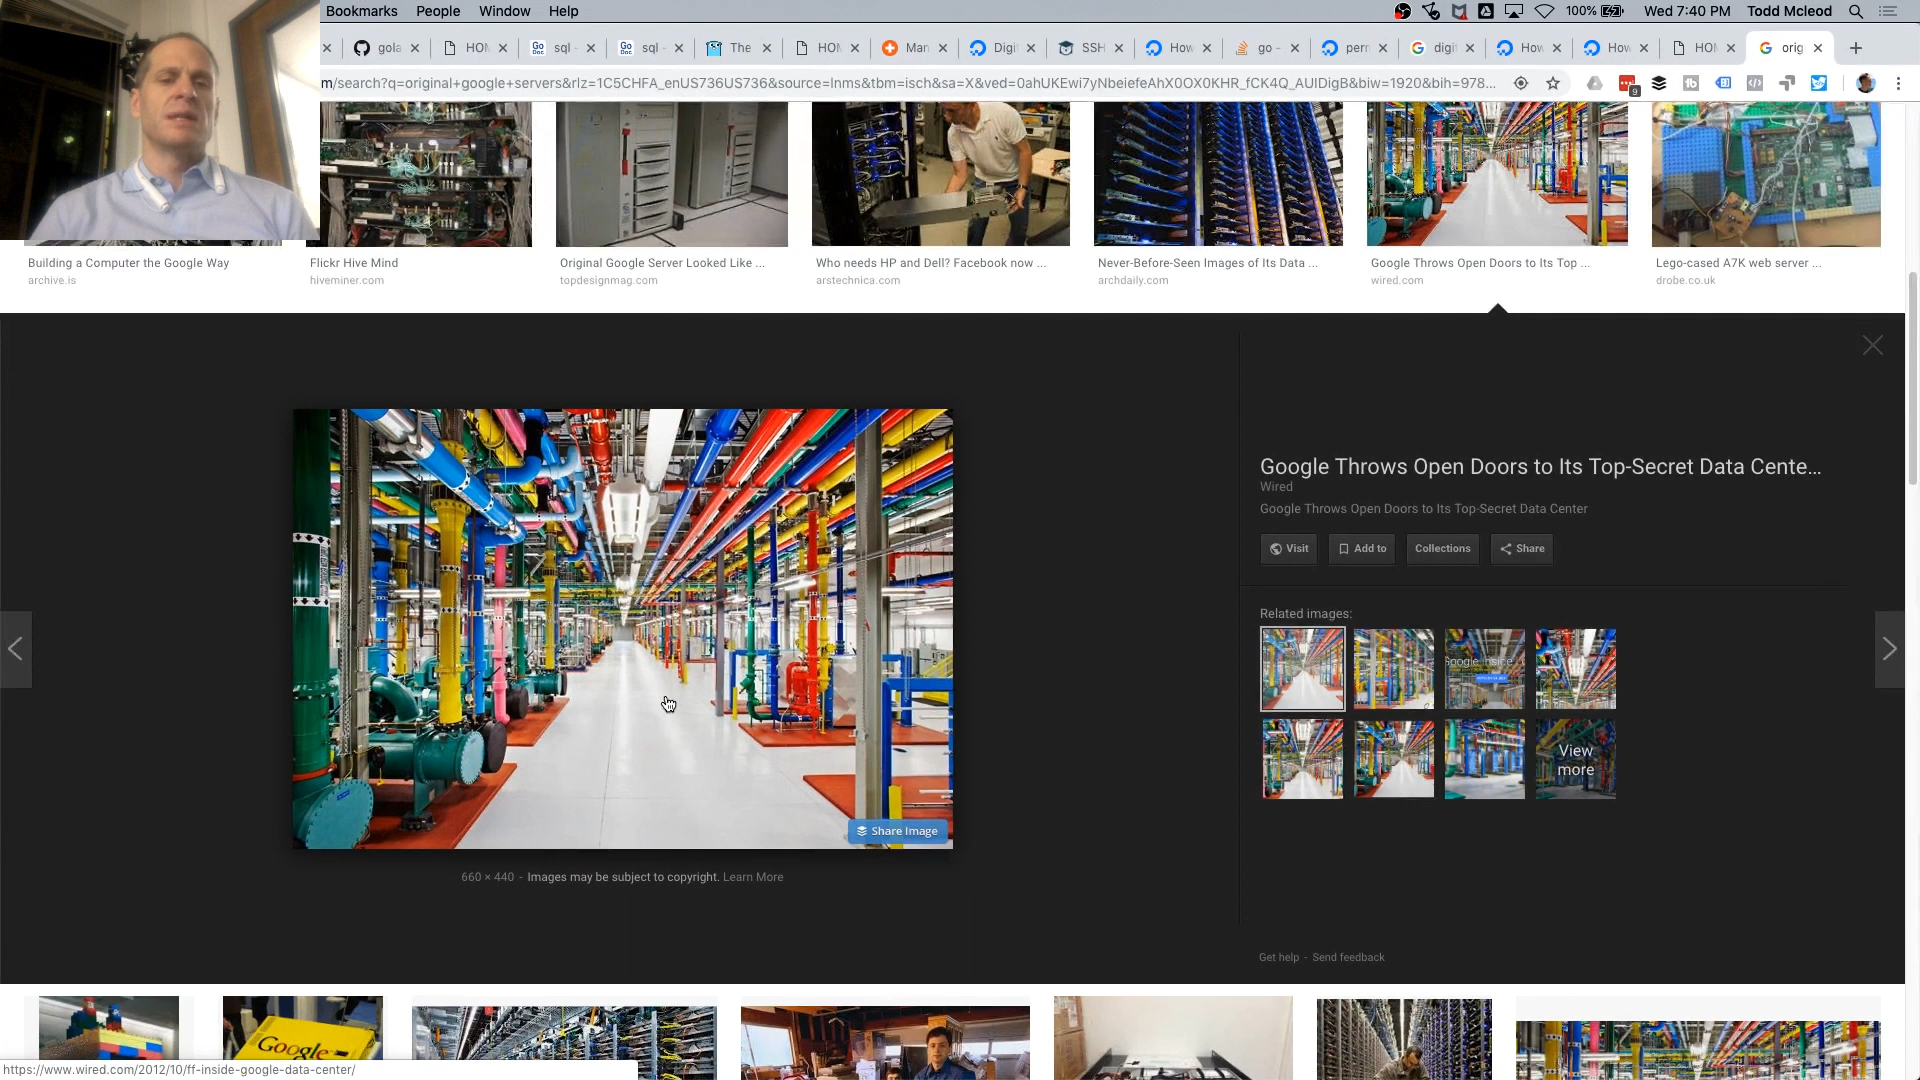 Bookmarks People Window Help
100% Wed 7:40 PM Todd Mcleod
gola HOM sql - sql - The HOM Man Digi SSH How go - perr digi How How HOM orig
m/search?q=original+google+servers&rlz=1C5CHFA_enUS736US736&source=lnms&tbm=isch&sa=X&ved=0ahUKEwi7yNbeiefeAhX0OX0KHR_fCK4Q_AUIDigB&biw=1920&bih=978...
9
Building a Computer the Google Way
archive.is
Flickr Hive Mind
hiveminer.com
Original Google Server Looked Like ...
topdesignmag.com
Who needs HP and Dell? Facebook now ...
arstechnica.com
Never-Before-Seen Images of Its Data ...
archdaily.com
Google Throws Open Doors to Its Top ...
wired.com
Lego-cased A7K web server ...
drobe.co.uk
Share Image
660 × 440 - Images may be subject to copyright. Learn More
Google Throws Open Doors to Its Top-Secret Data Cente...
Wired
Google Throws Open Doors to Its Top-Secret Data Center
Visit Add to Collections Share
Related images:
View
more
Get help - Send feedback
Google
https://www.wired.com/2012/10/ff-inside-google-data-center/